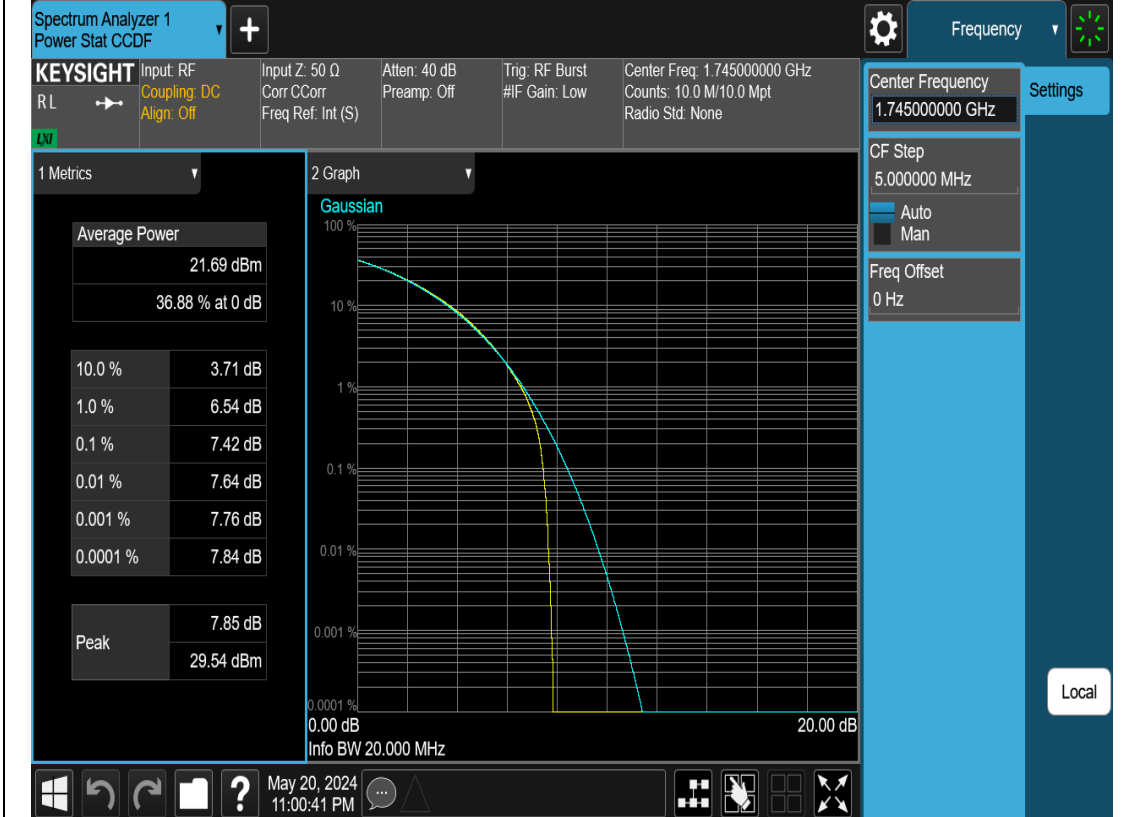 Spectrum Analyzer 1
Power Stat CCDF
Frequency
KEYSIGHT
RL
LXI
Input: RF
Coupling: DC
Align: Off
Input Z: 50 Ω
Corr CCorr
Freq Ref: Int (S)
Atten: 40 dB
Preamp: Off
Trig: RF Burst
#IF Gain: Low
Center Freq: 1.745000000 GHz
Counts: 10.0 M/10.0 Mpt
Radio Std: None
Center Frequency
1.745000000 GHz
Settings
CF Step
5.000000 MHz
Auto
Man
Freq Offset
0 Hz
Local
1 Metrics
Average Power
21.69 dBm
36.88 % at 0 dB
10.0 % 3.71 dB
1.0 % 6.54 dB
0.1 % 7.42 dB
0.01 % 7.64 dB
0.001 % 7.76 dB
0.0001 % 7.84 dB
Peak
7.85 dB
29.54 dBm
2 Graph
Gaussian
100 %
10 %
1 %
0.1 %
0.01 %
0.001 %
0.0001 %
0.00 dB 20.00 dB
Info BW 20.000 MHz
?
May 20, 2024
11:00:41 PM